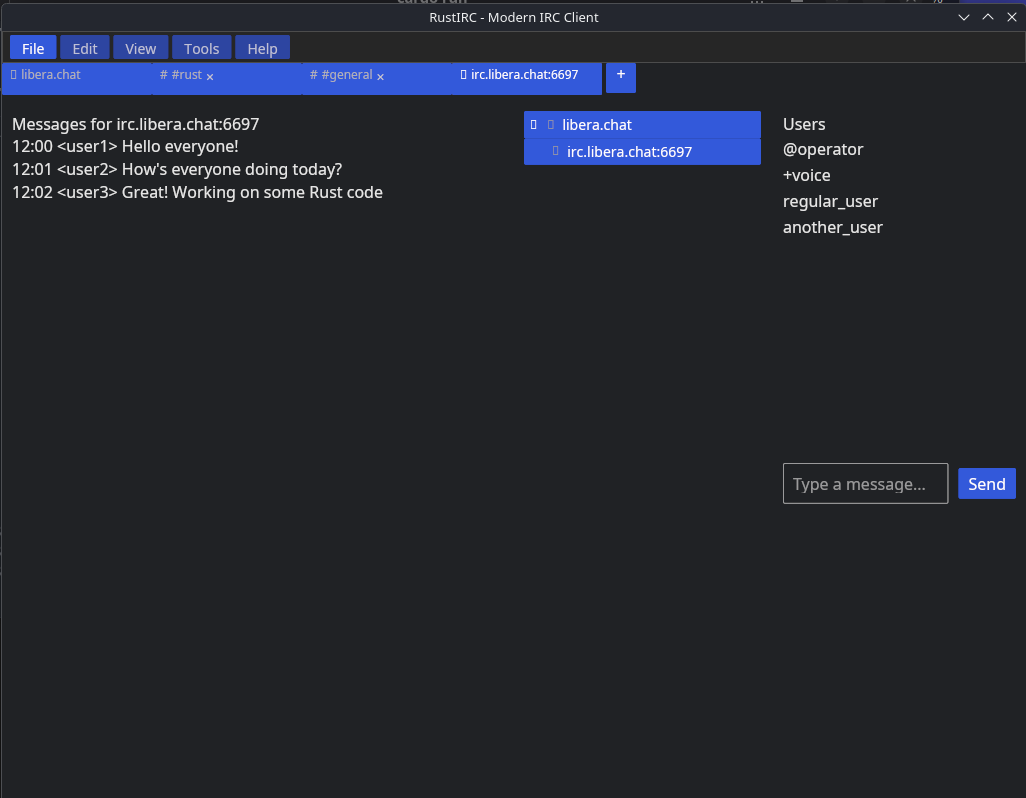 RustIRC - Modern IRC Client
File Edit View Tools Help
libera.chat # #rust × # #general × irc.libera.chat:6697 +
Messages for irc.libera.chat:6697
12:00 <user1> Hello everyone!
12:01 <user2> How's everyone doing today?
12:02 <user3> Great! Working on some Rust code
libera.chat
irc.libera.chat:6697
Users
@operator
+voice
regular_user
another_user
Type a message...
Send